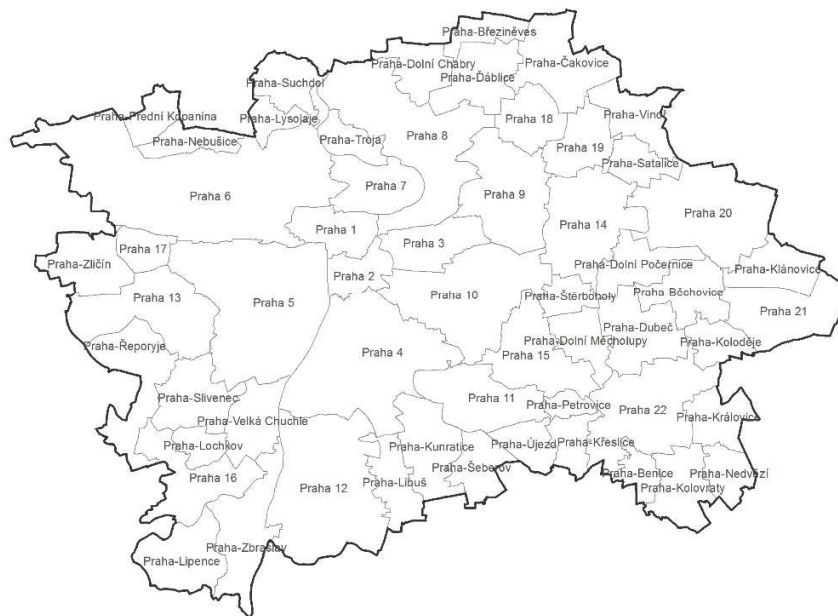 Praha-Březiněves
Praha-Dolní Chabry
Praha-Čakovice
Praha-Ďáblice
Praha-Suchdol
Praha-Přední Kopanina
Praha-Lysolaje
Praha 18
Praha-Vinoř
Praha-Troja
Praha 8
Praha-Nebušice
Praha 19
Praha-Satalice
Praha 7
Praha 6
Praha 9
Praha 20
Praha 14
Praha 1
Praha 3
Praha 17
Praha-Zličín
Praha-Dolní Počernice
Praha-Klánovice
Praha 2
Praha 13
Praha 5
Praha 10
Praha-Štěrboholy
Praha-Běchovice
Praha 21
Praha-Dubeč
Praha-Řeporyje
Praha-Dolní Měcholupy
Praha-Koloděje
Praha 4
Praha 15
Praha-Slivenec
Praha 11
Praha-Petrovice
Praha 22
Praha-Královice
Praha-Velká Chuchle
Praha-Lochkov
Praha-Kunratice
Praha-Újezd
Praha-Křeslice
Praha-Šeberov
Praha-Benice
Praha-Nedvězí
Praha 16
Praha 12
Praha-Libuš
Praha-Kolovraty
Praha-Zbraslav
Praha-Lipence